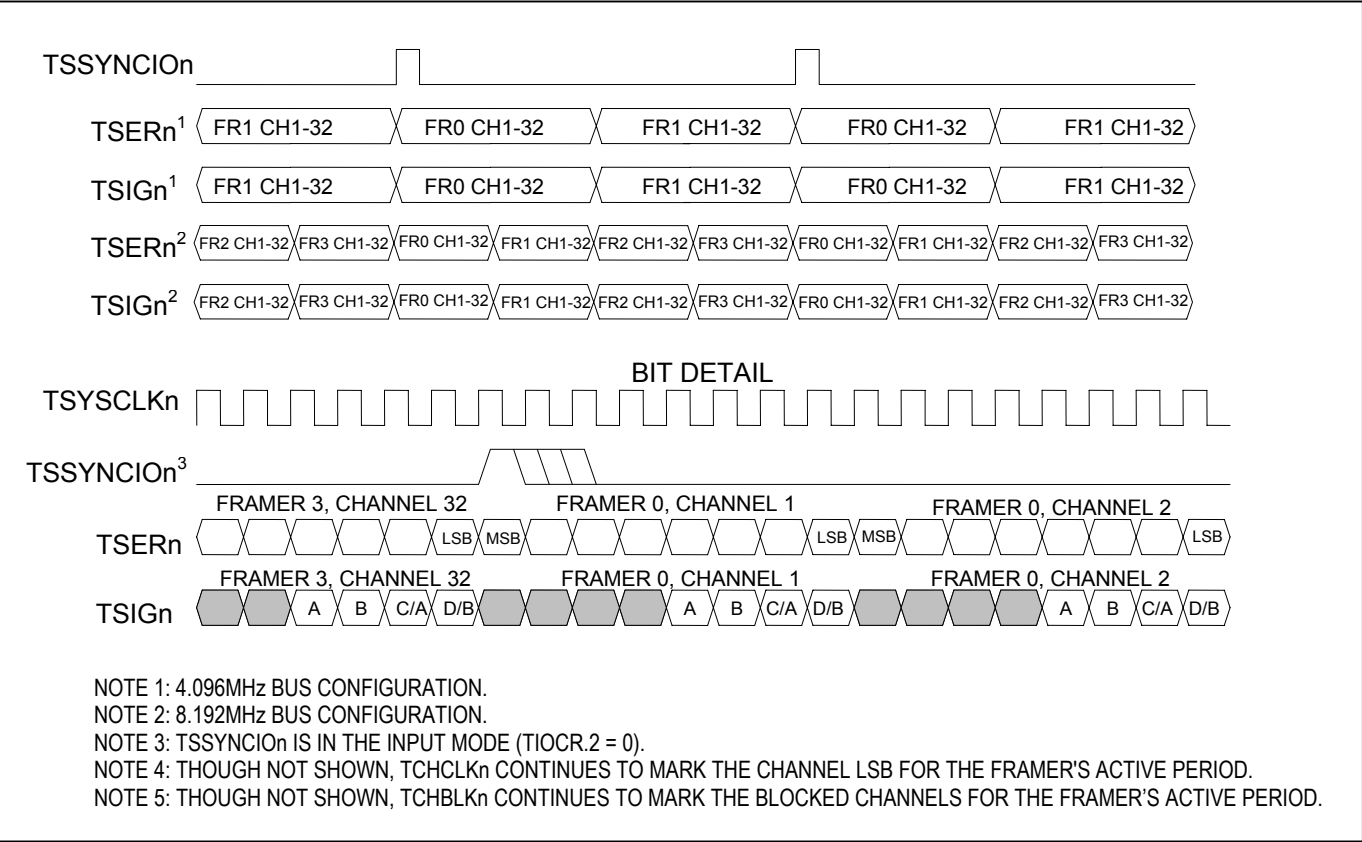 TSSYNCIOn
TSERn1 FR1 CH1-32 FR0 CH1-32 FR1 CH1-32 FR0 CH1-32 FR1 CH1-32
TSIGn1 FR1 CH1-32 FR0 CH1-32 FR1 CH1-32 FR0 CH1-32 FR1 CH1-32
TSERn2 FR2 CH1-32 FR3 CH1-32 FR0 CH1-32 FR1 CH1-32 FR2 CH1-32 FR3 CH1-32 FR0 CH1-32 FR1 CH1-32 FR2 CH1-32 FR3 CH1-32
TSIGn2 FR2 CH1-32 FR3 CH1-32 FR0 CH1-32 FR1 CH1-32 FR2 CH1-32 FR3 CH1-32 FR0 CH1-32 FR1 CH1-32 FR2 CH1-32 FR3 CH1-32
BIT DETAIL
TSYSCLKn
TSSYNCIOn3
FRAMER 3, CHANNEL 32 FRAMER 0, CHANNEL 1 FRAMER 0, CHANNEL 2
TSERn LSB MSB LSB MSB LSB
FRAMER 3, CHANNEL 32 FRAMER 0, CHANNEL 1 FRAMER 0, CHANNEL 2
TSIGn A B C/A D/B A B C/A D/B A B C/A D/B
NOTE 1: 4.096MHz BUS CONFIGURATION.
NOTE 2: 8.192MHz BUS CONFIGURATION.
NOTE 3: TSSYNCIOn IS IN THE INPUT MODE (TIOCR.2 = 0).
NOTE 4: THOUGH NOT SHOWN, TCHCLKn CONTINUES TO MARK THE CHANNEL LSB FOR THE FRAMER'S ACTIVE PERIOD.
NOTE 5: THOUGH NOT SHOWN, TCHBLKn CONTINUES TO MARK THE BLOCKED CHANNELS FOR THE FRAMER’S ACTIVE PERIOD.